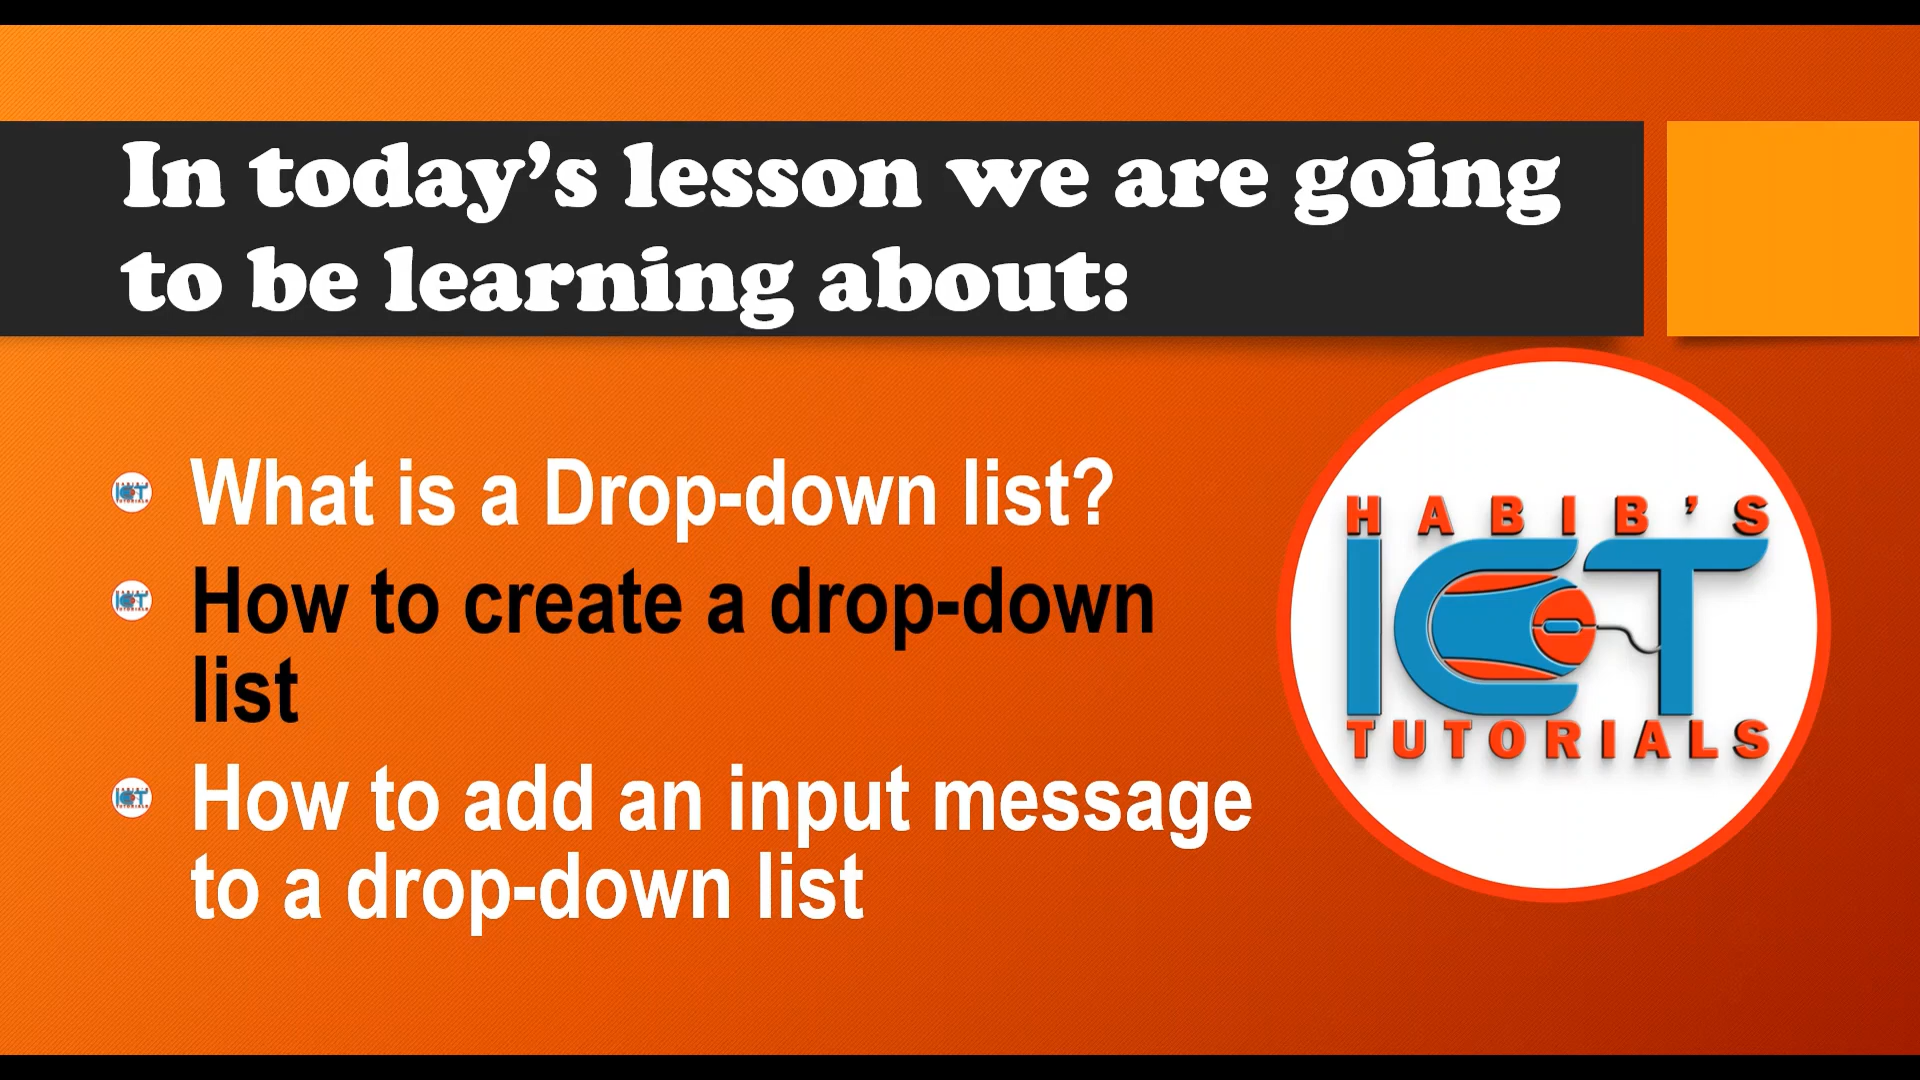 In today’s lesson we are going
to be learning about:
What is a Drop-down list?
How to create a drop-down
list
How to add an input message
to a drop-down list
HABIB’S
ICT
TUTORIALS